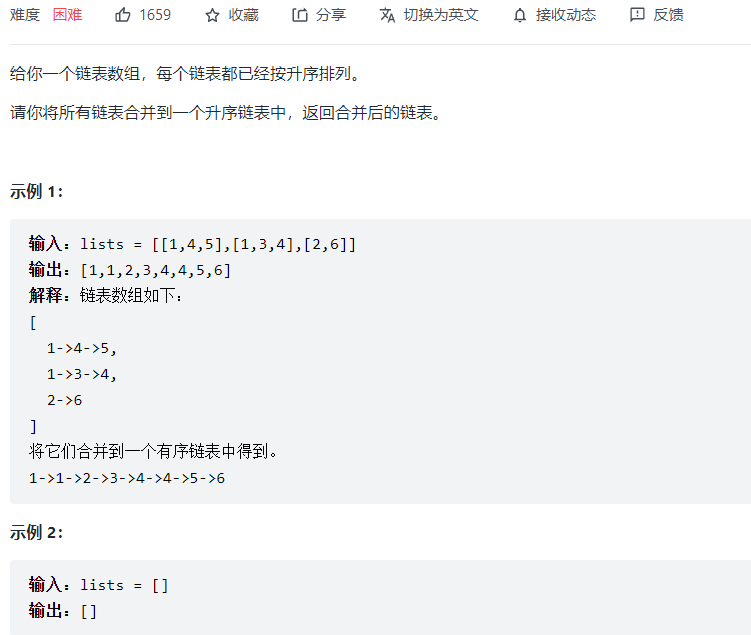 难度 困难 1659 收藏 分享 切换为英文 接收动态 反馈
给你一个链表数组，每个链表都已经按升序排列。
请你将所有链表合并到一个升序链表中，返回合并后的链表。
示例 1：
输入：lists = [[1,4,5],[1,3,4],[2,6]]
输出：[1,1,2,3,4,4,5,6]
解释：链表数组如下：
[
  1->4->5,
  1->3->4,
  2->6
]
将它们合并到一个有序链表中得到。
1->1->2->3->4->4->5->6
示例 2：
输入：lists = []
输出：[]